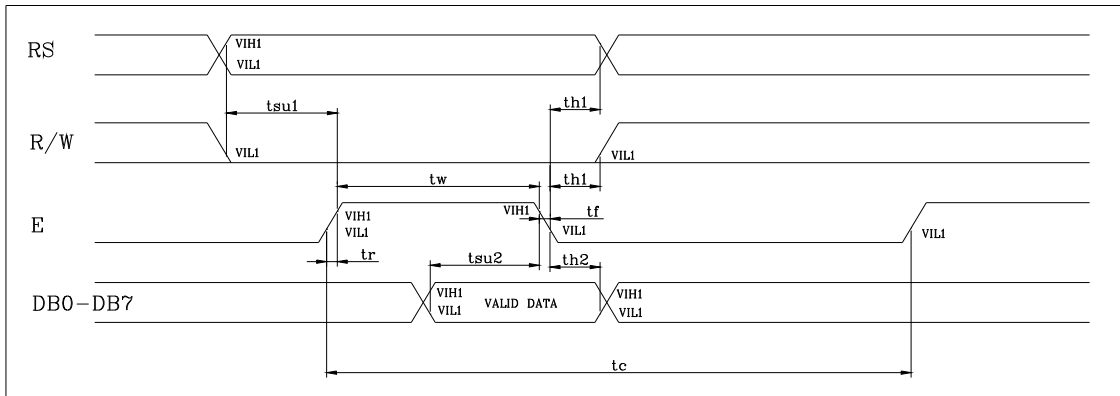 RS
VIH1
VIL1
tsu1
th1
R/W
VIL1
VIL1
tw
th1
E
VIH1
VIL1
VIH1
tf
VIL1
VIL1
tr
tsu2
th2
DB0-DB7
VIH1
VIL1
VALID DATA
VIH1
VIL1
tc